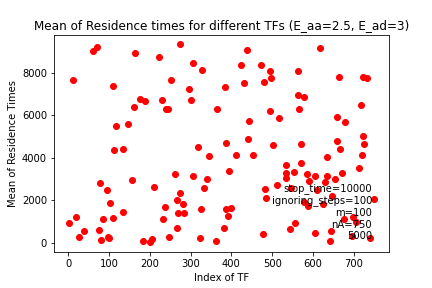 Mean of Residence times for different TFs (E_aa=2.5, E_ad=3)
Mean of Residence Times
8000
6000
4000
2000
0
stop_time=10000
ignoring_steps=100
m=100
nA=750
5000
0 100 200 300 400 500 600 700
Index of TF